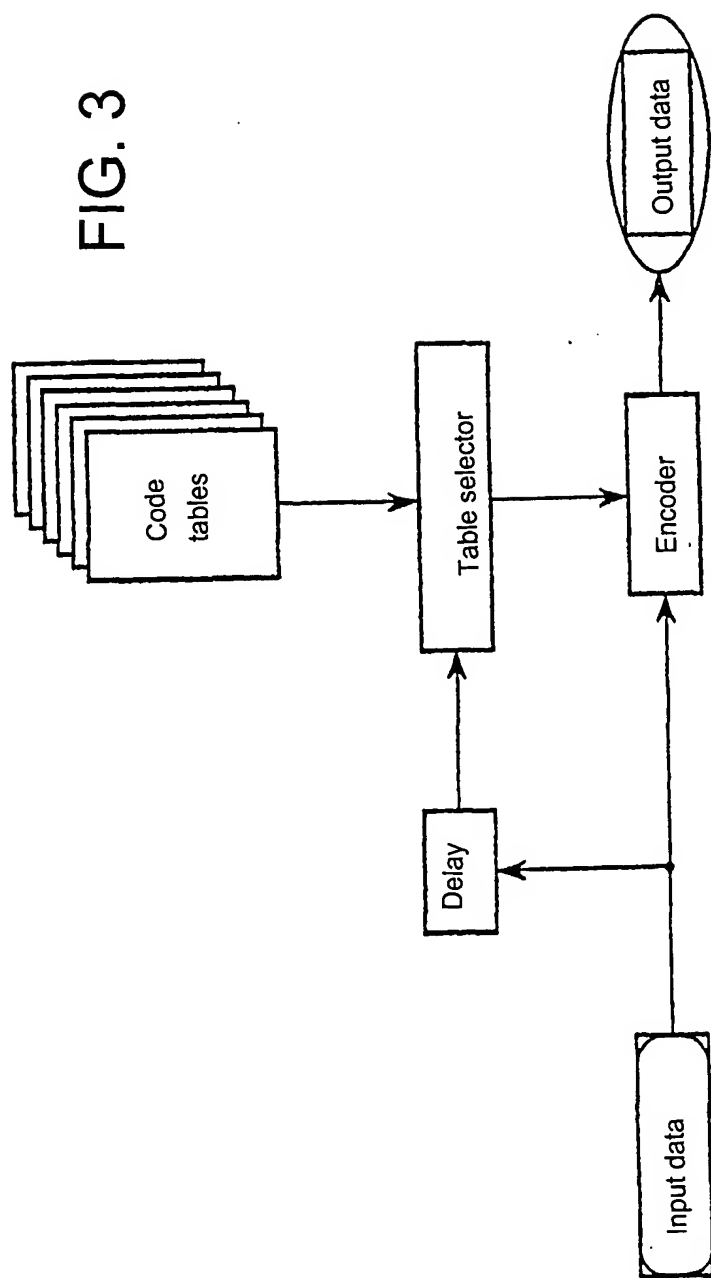 FIG. 3
Code
tables
Table selector
Delay
Input data
Encoder
Output data